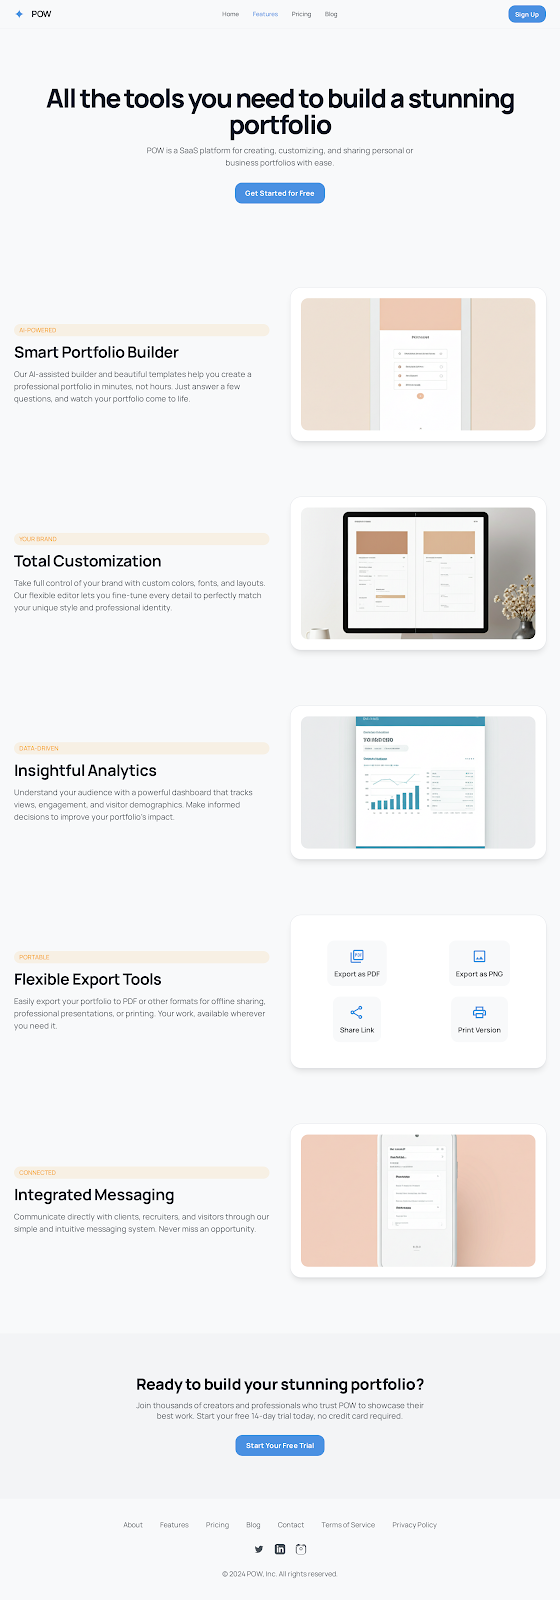 POW
Home Features Pricing Blog
Sign Up
All the tools you need to build a stunning
portfolio
POW is a SaaS platform for creating, customizing, and sharing personal or
business portfolios with ease.
Get Started for Free
AI-POWERED
Smart Portfolio Builder
Our AI-assisted builder and beautiful templates help you create a
professional portfolio in minutes, not hours. Just answer a few
questions, and watch your portfolio come to life.
YOUR BRAND
Total Customization
Take full control of your brand with custom colors, fonts, and layouts.
Our flexible editor lets you fine-tune every detail to perfectly match
your unique style and professional identity.
DATA-DRIVEN
Insightful Analytics
Understand your audience with a powerful dashboard that tracks
views, engagement, and visitor demographics. Make informed
decisions to improve your portfolio's impact.
PORTABLE
Flexible Export Tools
Easily export your portfolio to PDF or other formats for offline sharing,
professional presentations, or printing. Your work, available wherever
you need it.
Export as PDF
Export as PNG
Share Link
Print Version
CONNECTED
Integrated Messaging
Communicate directly with clients, recruiters, and visitors through our
simple and intuitive messaging system. Never miss an opportunity.
Ready to build your stunning portfolio?
Join thousands of creators and professionals who trust POW to showcase their
best work. Start your free 14-day trial today, no credit card required.
Start Your Free Trial
About Features Pricing Blog Contact Terms of Service Privacy Policy
© 2024 POW, Inc. All rights reserved.